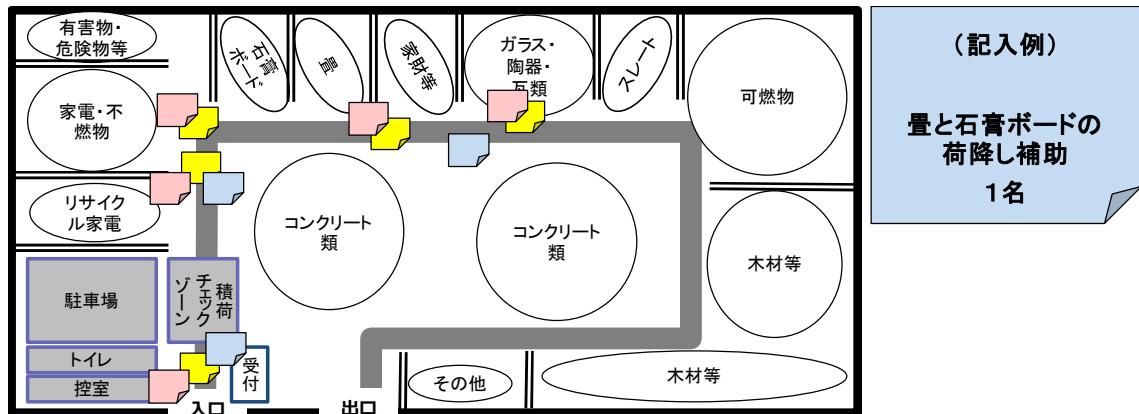 有害物・
危険物等
石膏
ボード
畳
家財等
ガラス・
陶器・
瓦類
スレート
可燃物
家電・不
燃物
リサイク
ル家電
コンクリート
類
コンクリート
類
木材等
駐車場
積荷
チェック
ゾーン
トイレ
控室
受付
入口
出口
その他
木材等
（記入例）
畳と石膏ボードの
荷降し補助
１名